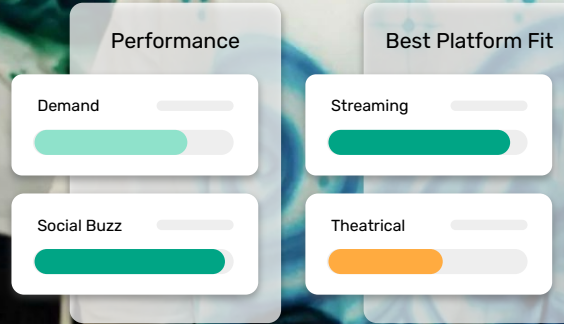 Performance
Demand
Social Buzz
Best Platform Fit
Streaming
Theatrical